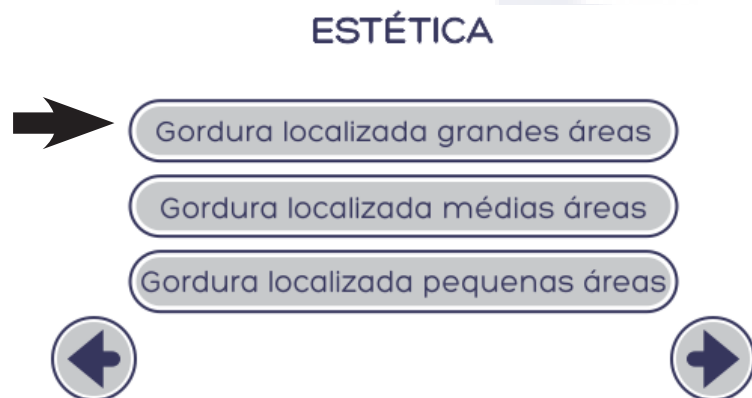 ESTÉTICA
Gordura localizada grandes áreas
Gordura localizada médias áreas
Gordura localizada pequenas áreas